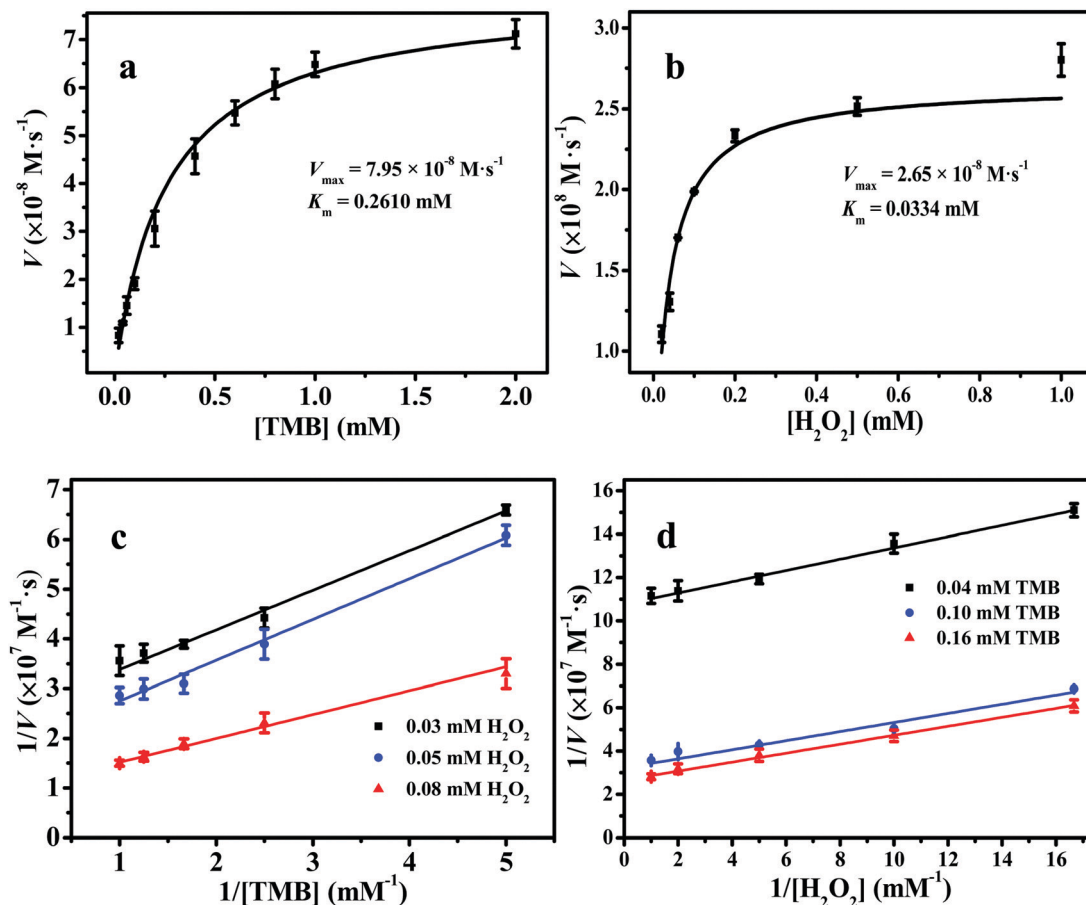 a
V (×10⁻⁸ M·s⁻¹)
7
6
5
4
3
2
1
V_max = 7.95 × 10⁻⁸ M·s⁻¹
K_m = 0.2610 mM
0.0 0.5 1.0 1.5 2.0
[TMB] (mM)
b
V (×10⁸ M·s⁻¹)
3.0
2.5
2.0
1.5
1.0
V_max = 2.65 × 10⁻⁸ M·s⁻¹
K_m = 0.0334 mM
0.0 0.2 0.4 0.6 0.8 1.0
[H₂O₂] (mM)
c
1/V (×10⁷ M⁻¹·s)
7
6
5
4
3
2
1
0
0.03 mM H₂O₂
0.05 mM H₂O₂
0.08 mM H₂O₂
1 2 3 4 5
1/[TMB] (mM⁻¹)
d
1/V (×10⁷ M⁻¹·s)
16
14
12
10
8
6
4
2
0
0.04 mM TMB
0.10 mM TMB
0.16 mM TMB
0 2 4 6 8 10 12 14 16
1/[H₂O₂] (mM⁻¹)